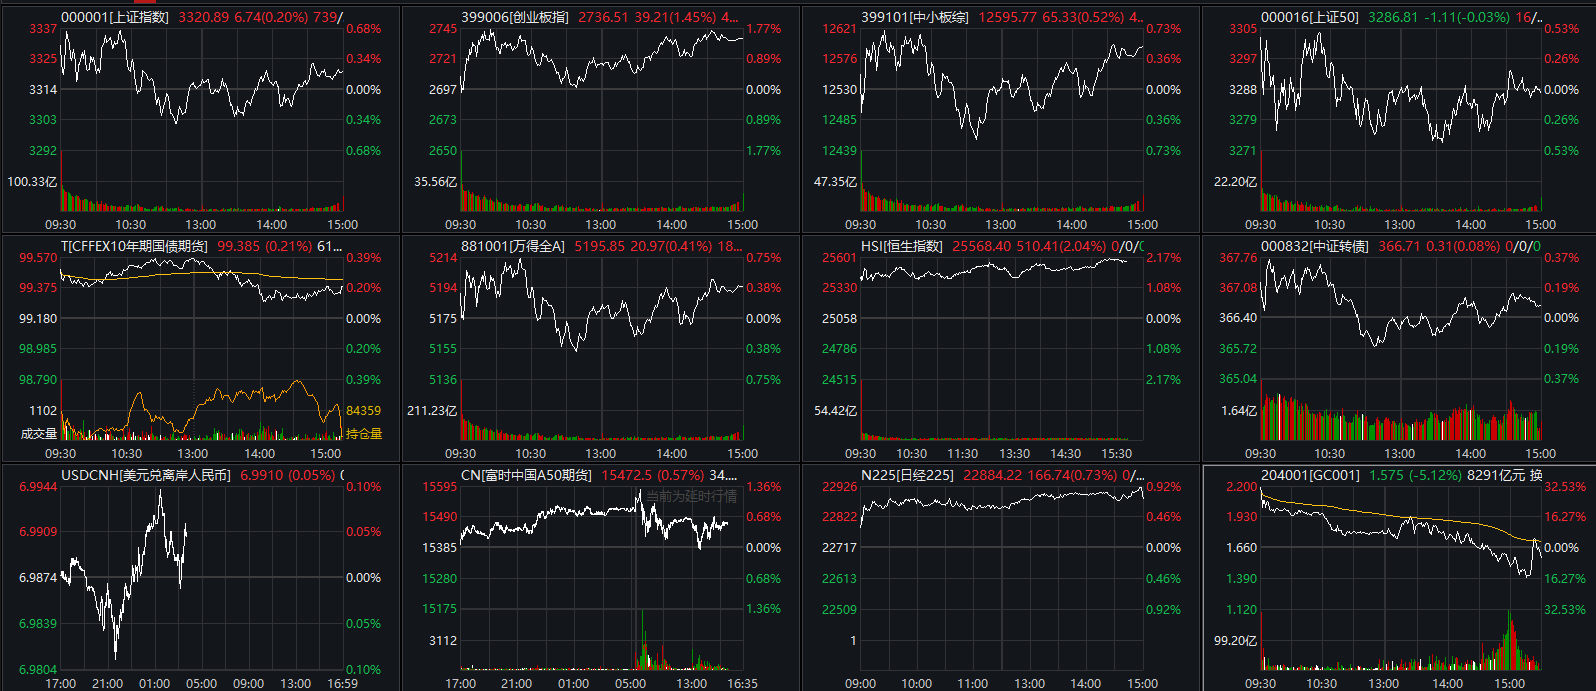 000001[上证指数] 3320.89 6.74(0.20%) 739/
3337 0.68%
3325 0.34%
3314 0.00%
3303 0.34%
3292 0.68%
100.33亿
09:30 10:30 13:00 14:00 15:00
399006[创业板指] 2736.51 39.21(1.45%) 4...
2745 1.77%
2721 0.89%
2697 0.00%
2673 0.89%
2650 1.77%
35.56亿
09:30 10:30 13:00 14:00 15:00
399101[中小板综] 12595.77 65.33(0.52%) 4..
12621 0.73%
12576 0.36%
12530 0.00%
12485 0.36%
12439 0.73%
47.35亿
09:30 10:30 13:00 14:00 15:00
000016[上证50] 3286.81 -1.11(-0.03%) 16/..
3305 0.53%
3297 0.26%
3288 0.00%
3279 0.26%
3271 0.53%
22.20亿
09:30 10:30 13:00 14:00 15:00
T[CFFEX10年期国债期货] 99.385 (0.21%) 61...
99.570 0.39%
99.375 0.20%
99.180 0.00%
98.985 0.20%
98.790 0.39%
1102 84359
成交量 持仓量
09:30 10:30 13:00 14:00 15:00
881001[万得全A] 5195.85 20.97(0.41%) 18...
5214 0.75%
5194 0.38%
5175 0.00%
5155 0.38%
5136 0.75%
211.23亿
09:30 10:30 13:00 14:00 15:00
HSI[恒生指数] 25568.40 510.41(2.04%) 0/0/0
25601 2.17%
25330 1.08%
25058 0.00%
24786 1.08%
24515 2.17%
54.42亿
09:30 10:30 11:30 13:30 14:30 15:30
000832[中证转债] 366.71 0.31(0.08%) 0/0/0
367.76 0.37%
367.08 0.19%
366.40 0.00%
365.72 0.19%
365.04 0.37%
1.64亿
09:30 10:30 13:00 14:00 15:00
USDCNH[美元兑离岸人民币] 6.9910 (0.05%) 0
6.9944 0.10%
6.9909 0.05%
6.9874 0.00%
6.9839 0.05%
6.9804 0.10%
17:00 21:00 01:00 05:00 09:00 13:00 16:59
CN[富时中国A50期货] 15472.5 (0.57%) 34....
当前为延时行情
15595 1.36%
15490 0.68%
15385 0.00%
15280 0.68%
15175 1.36%
3112
17:00 21:00 01:00 05:00 13:00 16:35
N225[日经225] 22884.22 166.74(0.73%) 0/...
22926 0.92%
22822 0.46%
22717 0.00%
22613 0.46%
22509 0.92%
1
09:00 10:00 11:00 13:00 14:00 15:00
204001[GC001] 1.575 (-5.12%) 8291亿元 换
2.200 32.53%
1.930 16.27%
1.660 0.00%
1.390 16.27%
1.120 32.53%
99.20亿
09:30 10:30 13:00 14:00 15:00